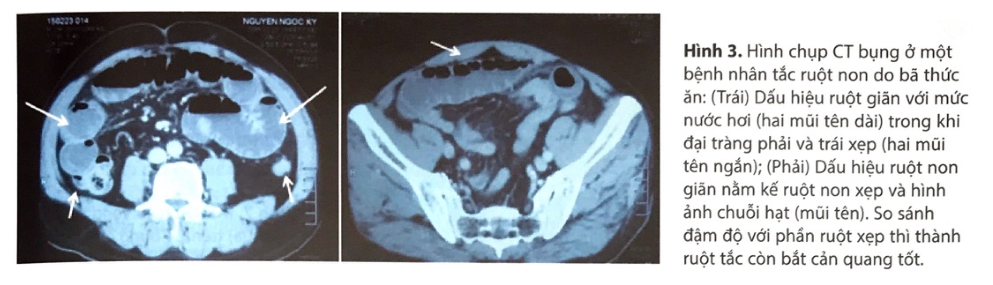 158223 014
NGUYEN NGOC KY
Hình 3. Hình chụp CT bụng ở một
bệnh nhân tắc ruột non do bã thức
ăn: (Trái) Dấu hiệu ruột giãn với mức
nước hơi (hai mũi tên dài) trong khi
đại tràng phải và trái xẹp (hai mũi
tên ngắn); (Phải) Dấu hiệu ruột non
giãn nằm kế ruột non xẹp và hình
ảnh chuỗi hạt (mũi tên). So sánh
đậm độ với phần ruột xẹp thì thành
ruột tắc còn bắt cản quang tốt.